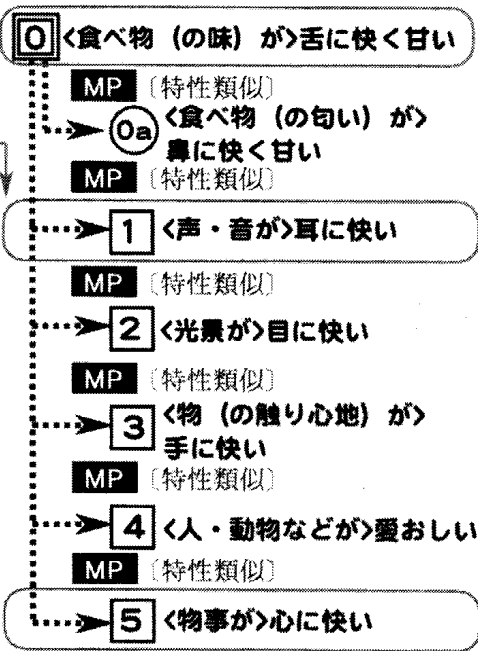 0 <食べ物（の味）が>舌に快く甘い
MP〔特性類似〕
0a <食べ物（の匂い）が>
鼻に快く甘い
MP〔特性類似〕
1 <声・音が>耳に快い
MP〔特性類似〕
2 <光景が>目に快い
MP〔特性類似〕
3 <物（の触り心地）が>
手に快い
MP〔特性類似〕
4 <人・動物などが>愛おしい
MP〔特性類似〕
5 <物事が>心に快い